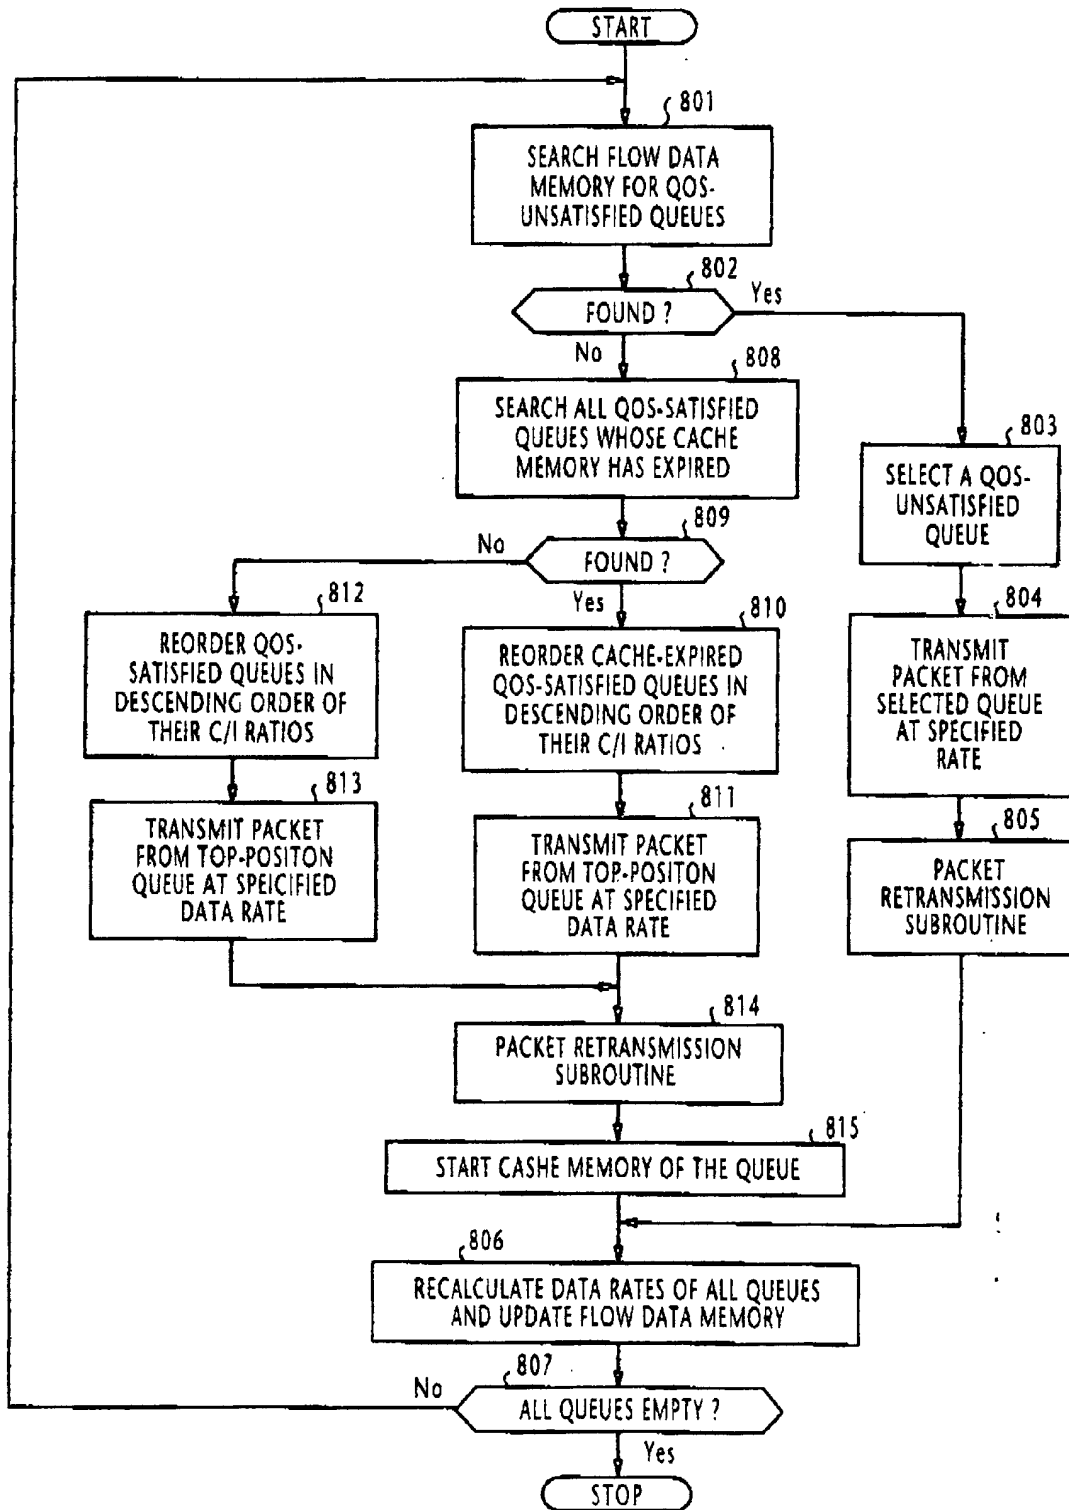 START
801
SEARCH FLOW DATA
MEMORY FOR QOS-
UNSATISFIED QUEUES
802
FOUND ?
Yes
No
808
SEARCH ALL QOS-SATISFIED
QUEUES WHOSE CACHE
MEMORY HAS EXPIRED
803
SELECT A QOS-
UNSATISFIED
QUEUE
809
FOUND ?
No
Yes
812
REORDER QOS-
SATISFIED QUEUES IN
DESCENDING ORDER OF
THEIR C/I RATIOS
810
REORDER CACHE-EXPIRED
QOS-SATISFIED QUEUES IN
DESCENDING ORDER OF
THEIR C/I RATIOS
804
TRANSMIT
PACKET FROM
SELECTED QUEUE
AT SPECIFIED
RATE
813
TRANSMIT PACKET
FROM TOP-POSITON
QUEUE AT SPEICIFIED
DATA RATE
811
TRANSMIT PACKET
FROM TOP-POSITON
QUEUE AT SPECIFIED
DATA RATE
805
PACKET
RETRANSMISSION
SUBROUTINE
814
PACKET RETRANSMISSION
SUBROUTINE
815
START CASHE MEMORY OF THE QUEUE
806
RECALCULATE DATA RATES OF ALL QUEUES
AND UPDATE FLOW DATA MEMORY
807
ALL QUEUES EMPTY ?
No
Yes
STOP